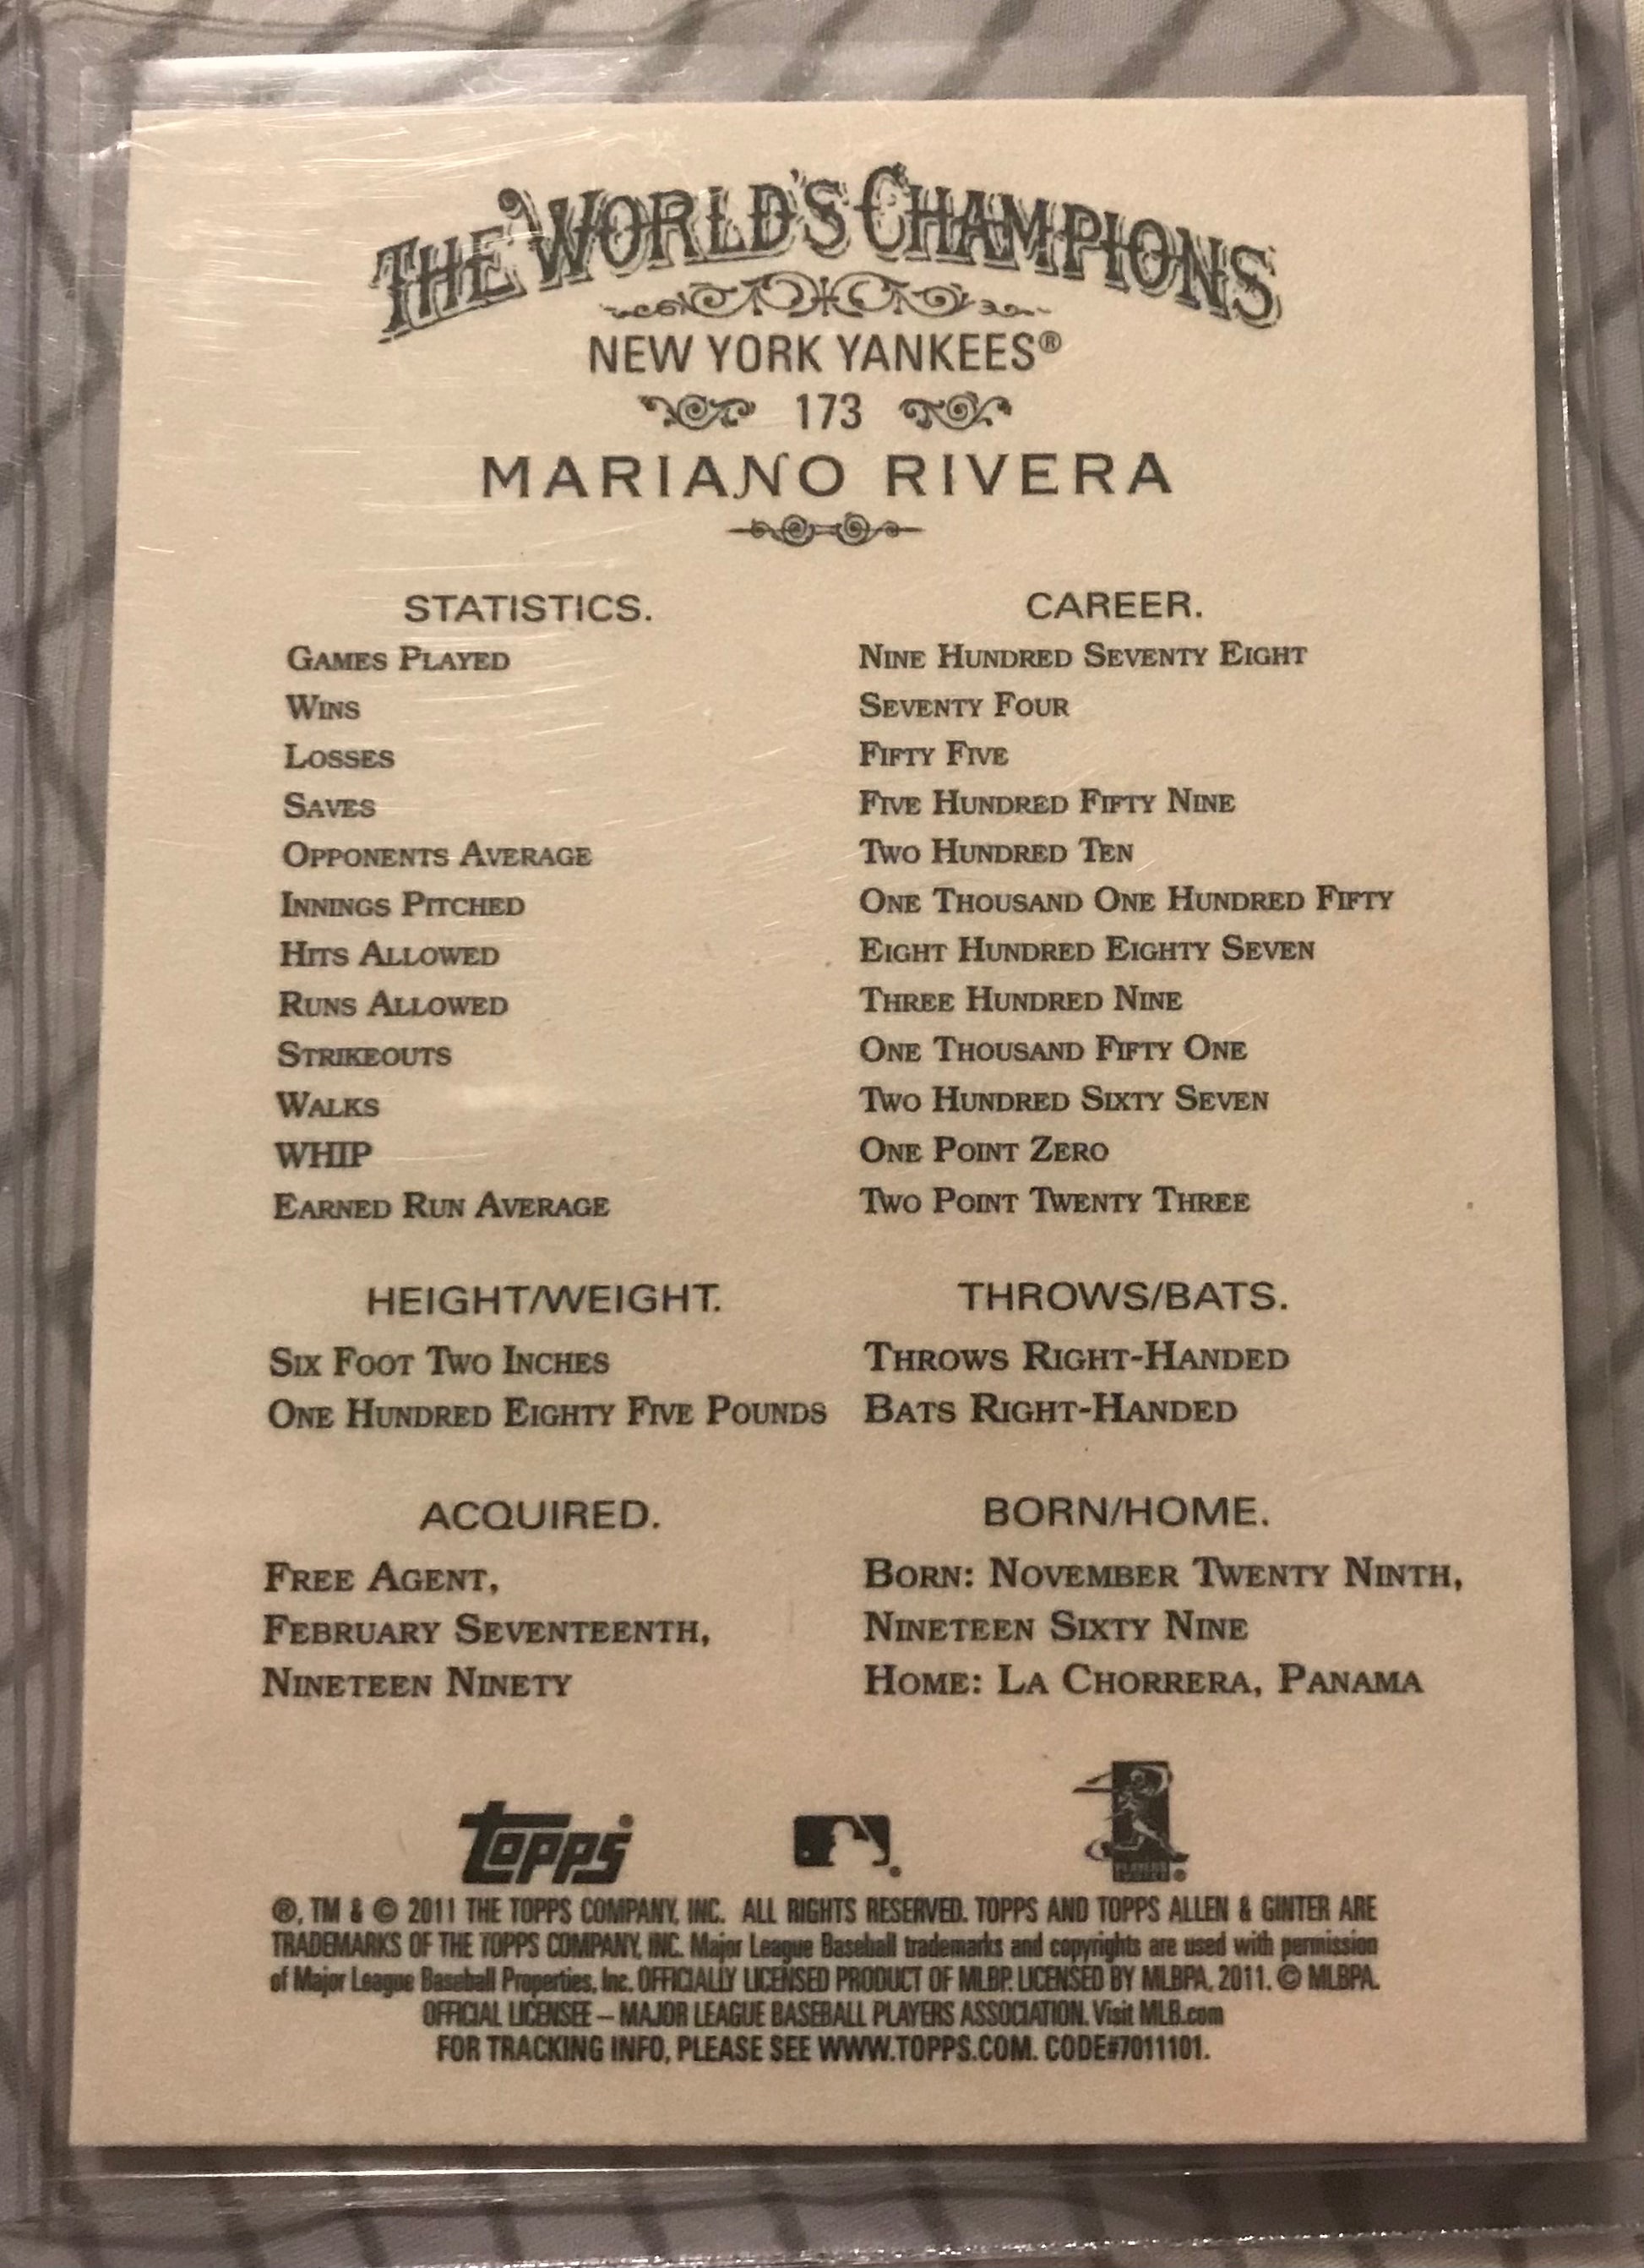 THE WORLD'S CHAMPIONS
NEW YORK YANKEES®
173
MARIANO RIVERA
STATISTICS. CAREER.
GAMES PLAYED NINE HUNDRED SEVENTY EIGHT
WINS SEVENTY FOUR
LOSSES FIFTY FIVE
SAVES FIVE HUNDRED FIFTY NINE
OPPONENTS AVERAGE TWO HUNDRED TEN
INNINGS PITCHED ONE THOUSAND ONE HUNDRED FIFTY
HITS ALLOWED EIGHT HUNDRED EIGHTY SEVEN
RUNS ALLOWED THREE HUNDRED NINE
STRIKEOUTS ONE THOUSAND FIFTY ONE
WALKS TWO HUNDRED SIXTY SEVEN
WHIP ONE POINT ZERO
EARNED RUN AVERAGE TWO POINT TWENTY THREE
HEIGHT/WEIGHT. THROWS/BATS.
SIX FOOT TWO INCHES THROWS RIGHT-HANDED
ONE HUNDRED EIGHTY FIVE POUNDS BATS RIGHT-HANDED
ACQUIRED. BORN/HOME.
FREE AGENT, BORN: NOVEMBER TWENTY NINTH,
FEBRUARY SEVENTEENTH, NINETEEN SIXTY NINE
NINETEEN NINETY HOME: LA CHORRERA, PANAMA
topps
®, TM & © 2011 THE TOPPS COMPANY, INC. ALL RIGHTS RESERVED. TOPPS AND TOPPS ALLEN & GINTER ARE
TRADEMARKS OF THE TOPPS COMPANY, INC. Major League Baseball trademarks and copyrights are used with permission
of Major League Baseball Properties, Inc. OFFICIALLY LICENSED PRODUCT OF MLBP. LICENSED BY MLBPA, 2011. © MLBPA.
OFFICIAL LICENSEE – MAJOR LEAGUE BASEBALL PLAYERS ASSOCIATION. Visit MLB.com
FOR TRACKING INFO, PLEASE SEE WWW.TOPPS.COM. CODE#7011101.